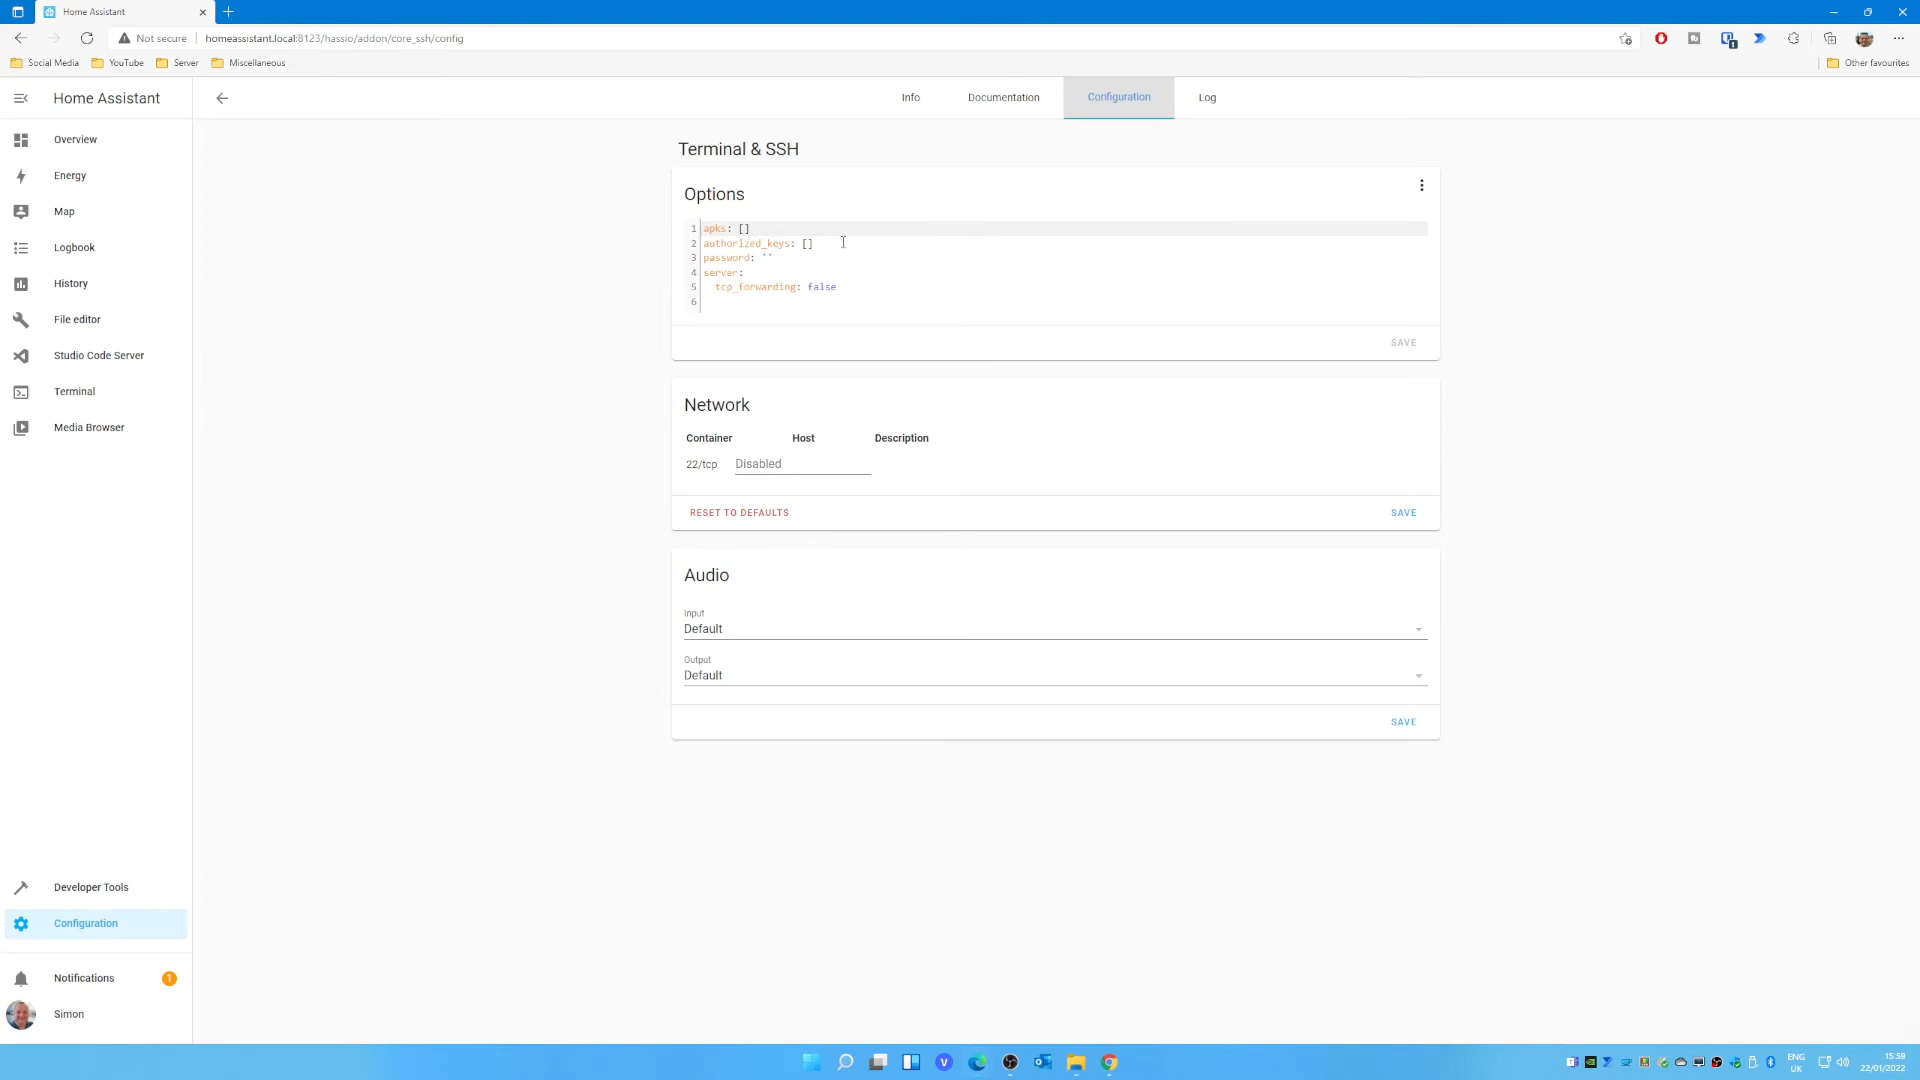 Home Assistant
Not secure
homeassistant.local:8123/hassio/addon/core_ssh/config
1
Social Media
YouTube
Server
Miscellaneous
Other favourites
Home Assistant
Info
Documentation
Configuration
Log
Overview
Energy
Map
Logbook
History
File editor
Studio Code Server
Terminal
Media Browser
Developer Tools
Configuration
Notifications
1
Simon
Terminal & SSH
Options
1 apks: []
2 authorized_keys: []
3 password: ''
4 server:
5 tcp_forwarding: false
6
SAVE
Network
Container Host Description
22/tcp Disabled
RESET TO DEFAULTS
SAVE
Audio
Input
Default
Output
Default
SAVE
V
ENG
UK
15:59
22/01/2022